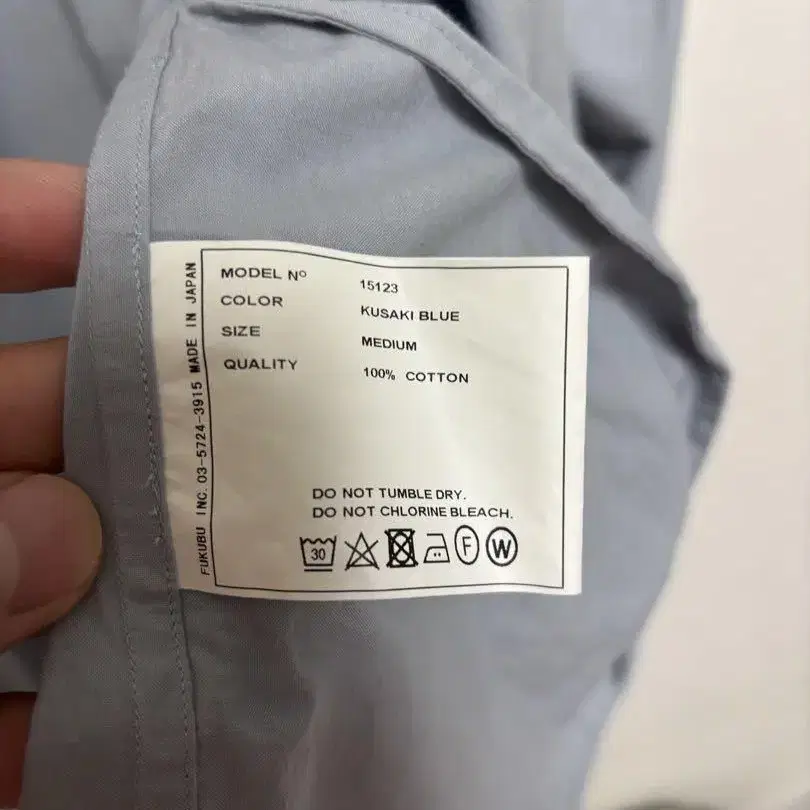 MODEL Nº 15123
COLOR KUSAKI BLUE
SIZE MEDIUM
QUALITY 100% COTTON
DO NOT TUMBLE DRY.
DO NOT CHLORINE BLEACH.
30 F W
FUKUBU INC. 03-5724-3915 MADE IN JAPAN